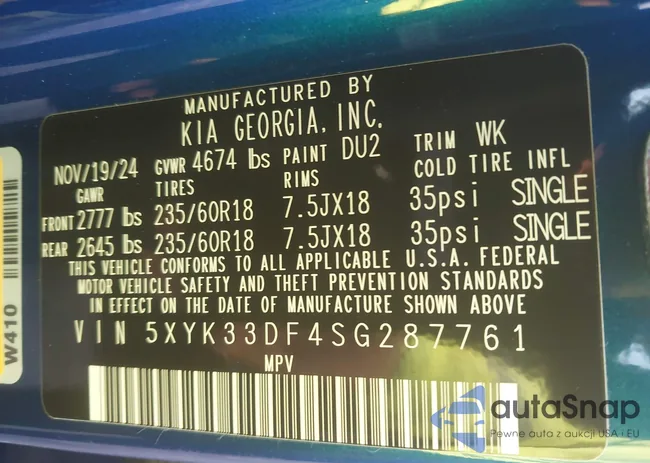 MANUFACTURED BY
KIA GEORGIA, INC.
NOV/19/24 GVWR 4674 lbs PAINT DU2 TRIM WK
GAWR TIRES RIMS COLD TIRE INFL
FRONT 2777 lbs 235/60R18 7.5JX18 35psi SINGLE
REAR 2645 lbs 235/60R18 7.5JX18 35psi SINGLE
THIS VEHICLE CONFORMS TO ALL APPLICABLE U.S.A. FEDERAL
MOTOR VEHICLE SAFETY AND THEFT PREVENTION STANDARDS
IN EFFECT ON THE DATE OF MANUFACTURE SHOWN ABOVE
VIN 5XYK33DF4SG287761
MPV
W410
autaSnap
Pewne auta z aukcji USA i EU